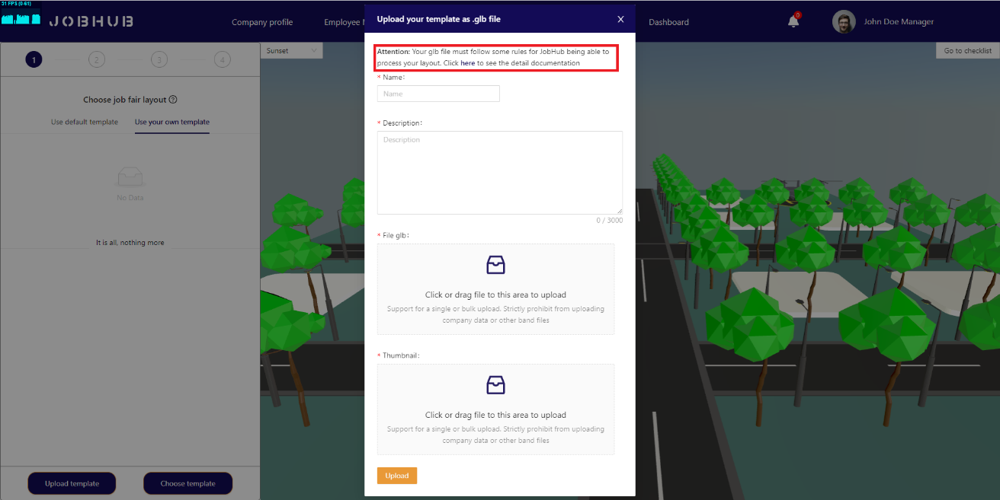 51 FPS (0-61)
JOBHUB
Company profile
Employee
Dashboard
0
John Doe Manager
1
2
3
4
Sunset
Go to checklist
Choose job fair layout
Use default template
Use your own template
No Data
It is all, nothing more
Upload template
Choose template
Upload your template as .glb file
X
Attention: Your glb file must follow some rules for JobHub being able to
process your layout. Click here to see the detail documentation
* Name:
Name
* Description:
Description
0 / 3000
* File glb:
Click or drag file to this area to upload
Support for a single or bulk upload. Strictly prohibit from uploading
company data or other band files
* Thumbnail:
Click or drag file to this area to upload
Support for a single or bulk upload. Strictly prohibit from uploading
company data or other band files
Upload